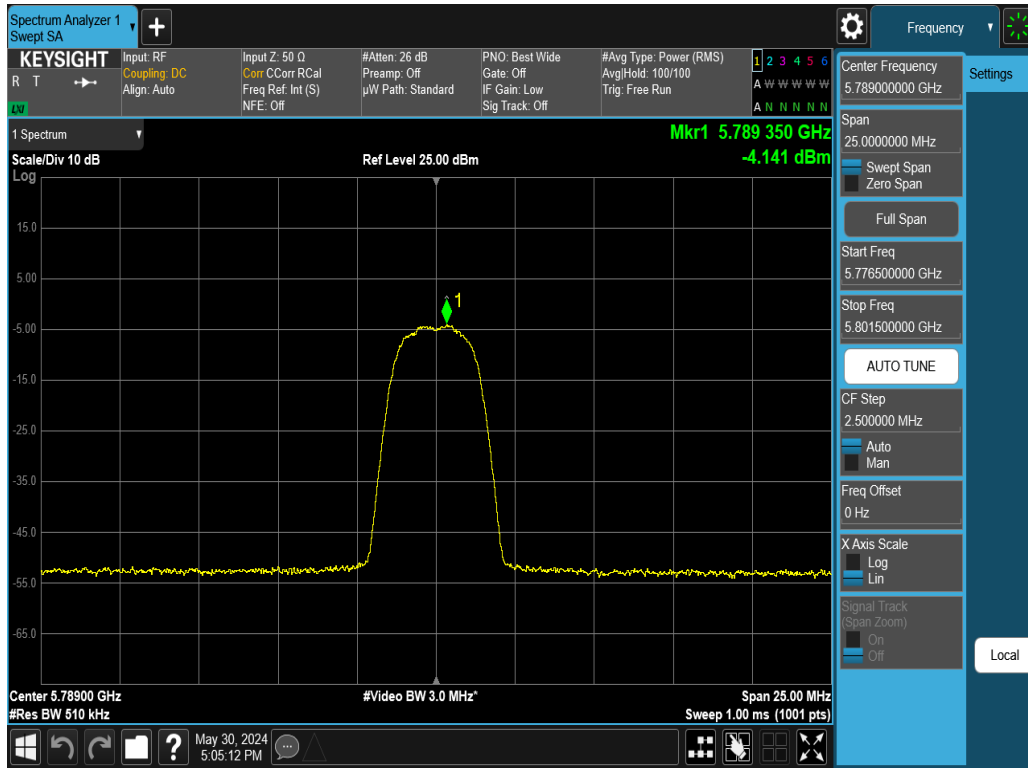 Spectrum Analyzer 1
Swept SA
+
Frequency
KEYSIGHT
R T
LXI
Input: RF
Coupling: DC
Align: Auto
Input Z: 50 Ω
Corr CCorr RCal
Freq Ref: Int (S)
NFE: Off
#Atten: 26 dB
Preamp: Off
µW Path: Standard
PNO: Best Wide
Gate: Off
IF Gain: Low
Sig Track: Off
#Avg Type: Power (RMS)
Avg|Hold: 100/100
Trig: Free Run
1 2 3 4 5 6
A W W W W W
A N N N N N
1 Spectrum
Scale/Div 10 dB
Log
Ref Level 25.00 dBm
Mkr1 5.789 350 GHz
-4.141 dBm
15.0
5.00
-5.00
-15.0
-25.0
-35.0
-45.0
-55.0
-65.0
1
Center 5.78900 GHz
#Res BW 510 kHz
#Video BW 3.0 MHz*
Span 25.00 MHz
Sweep 1.00 ms (1001 pts)
Center Frequency
5.789000000 GHz
Span
25.0000000 MHz
Swept Span
Zero Span
Full Span
Start Freq
5.776500000 GHz
Stop Freq
5.801500000 GHz
AUTO TUNE
CF Step
2.500000 MHz
Auto
Man
Freq Offset
0 Hz
X Axis Scale
Log
Lin
Signal Track
(Span Zoom)
On
Off
Settings
Local
?
May 30, 2024
5:05:12 PM